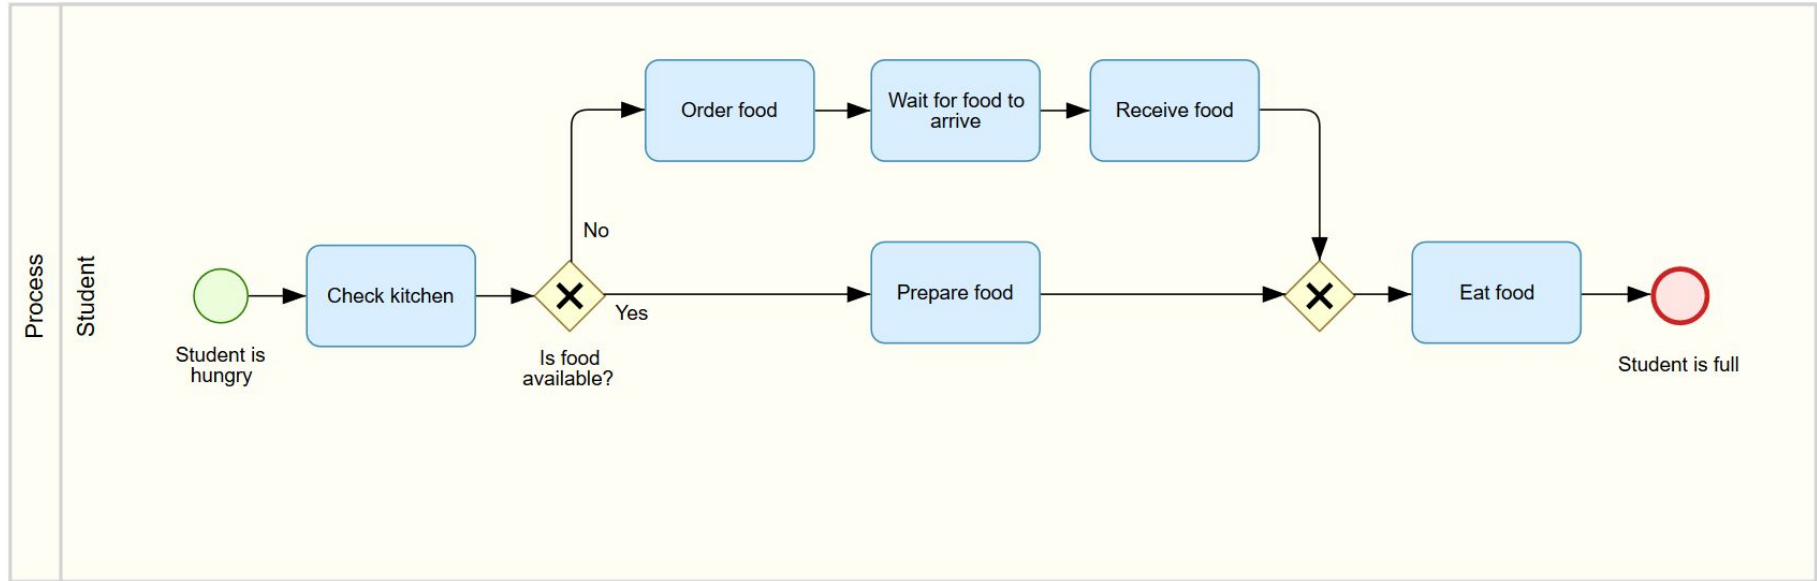 Process
Student
Order food
Wait for food to
arrive
Receive food
No
Check kitchen
Yes
Prepare food
Eat food
Student is
hungry
Is food
available?
Student is full